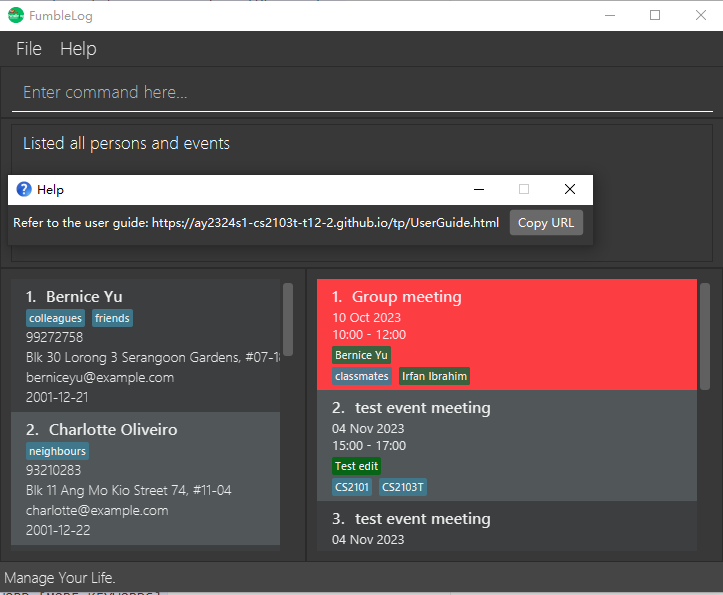 FumbleLog
File Help
Enter command here...
Listed all persons and events
Help
Refer to the user guide: https://ay2324s1-cs2103t-t12-2.github.io/tp/UserGuide.html Copy URL
1. Bernice Yu
colleagues friends
99272758
Blk 30 Lorong 3 Serangoon Gardens, #07-18
berniceyu@example.com
2001-12-21
2. Charlotte Oliveiro
neighbours
93210283
Blk 11 Ang Mo Kio Street 74, #11-04
charlotte@example.com
2001-12-22
1. Group meeting
10 Oct 2023
10:00 - 12:00
Bernice Yu
classmates Irfan Ibrahim
2. test event meeting
04 Nov 2023
15:00 - 17:00
Test edit
CS2101 CS2103T
3. test event meeting
04 Nov 2023
Manage Your Life.